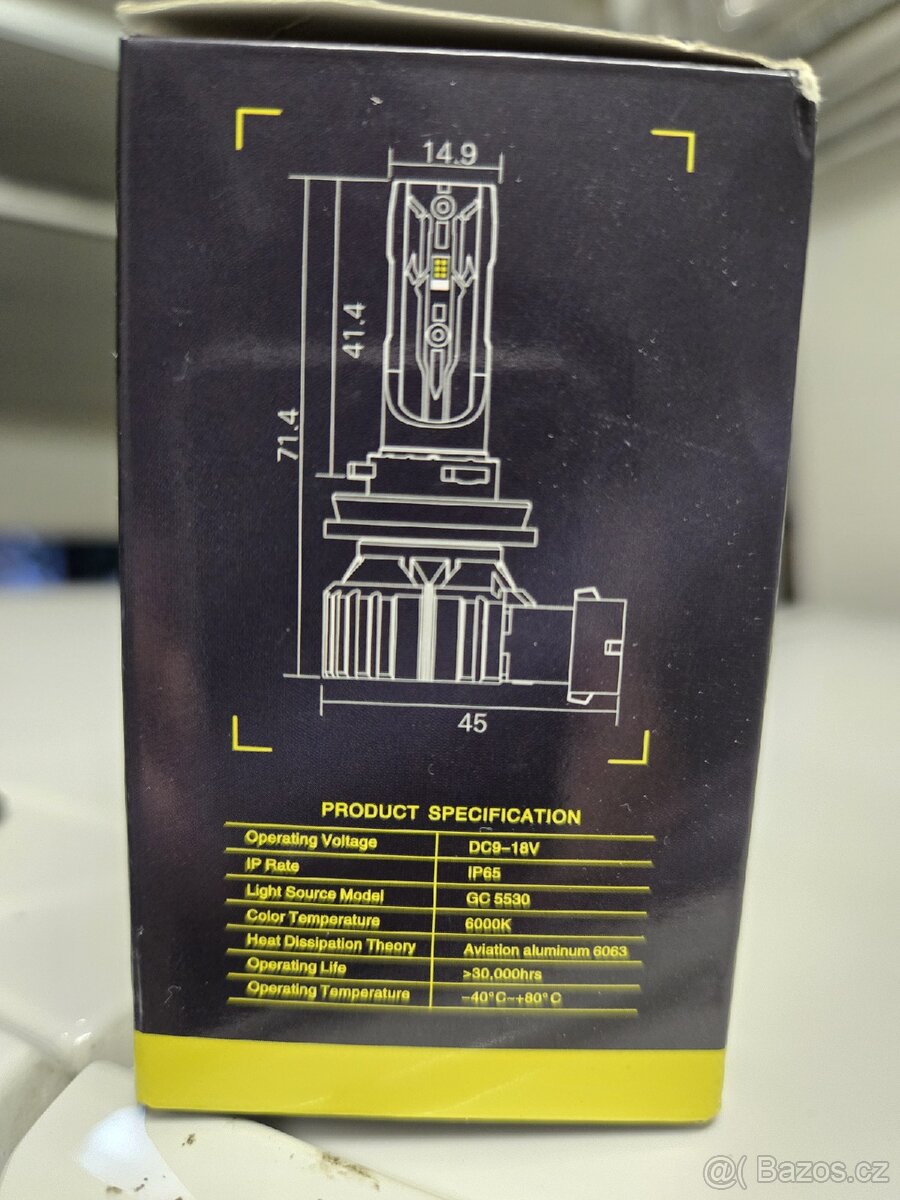 14.9
41.4
71.4
45
PRODUCT SPECIFICATION
Operating Voltage DC9-18V
IP Rate IP65
Light Source Model GC 5530
Color Temperature 6000K
Heat Dissipation Theory Aviation aluminum 6063
Operating Life >30,000hrs
Operating Temperature -40°C~+80°C
@( Bazos.cz